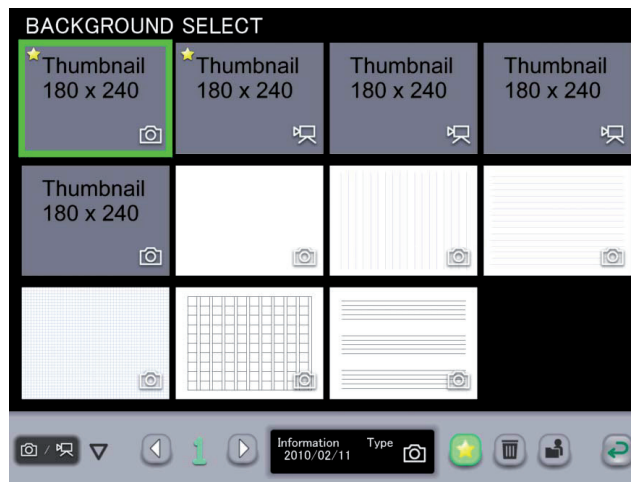 BACKGROUND SELECT
Thumbnail
180 x 240
Thumbnail
180 x 240
Thumbnail
180 x 240
Thumbnail
180 x 240
Thumbnail
180 x 240
/
1
Information Type
2010/02/11